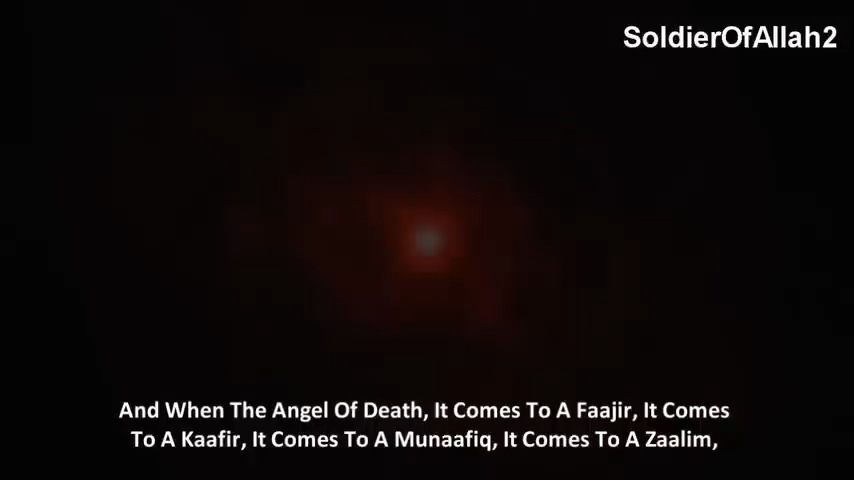 SoldierOfAllah2
And When The Angel Of Death, It Comes To A Faajir, It Comes
To A Kaafir, It Comes To A Munaafiq, It Comes To A Zaalim,